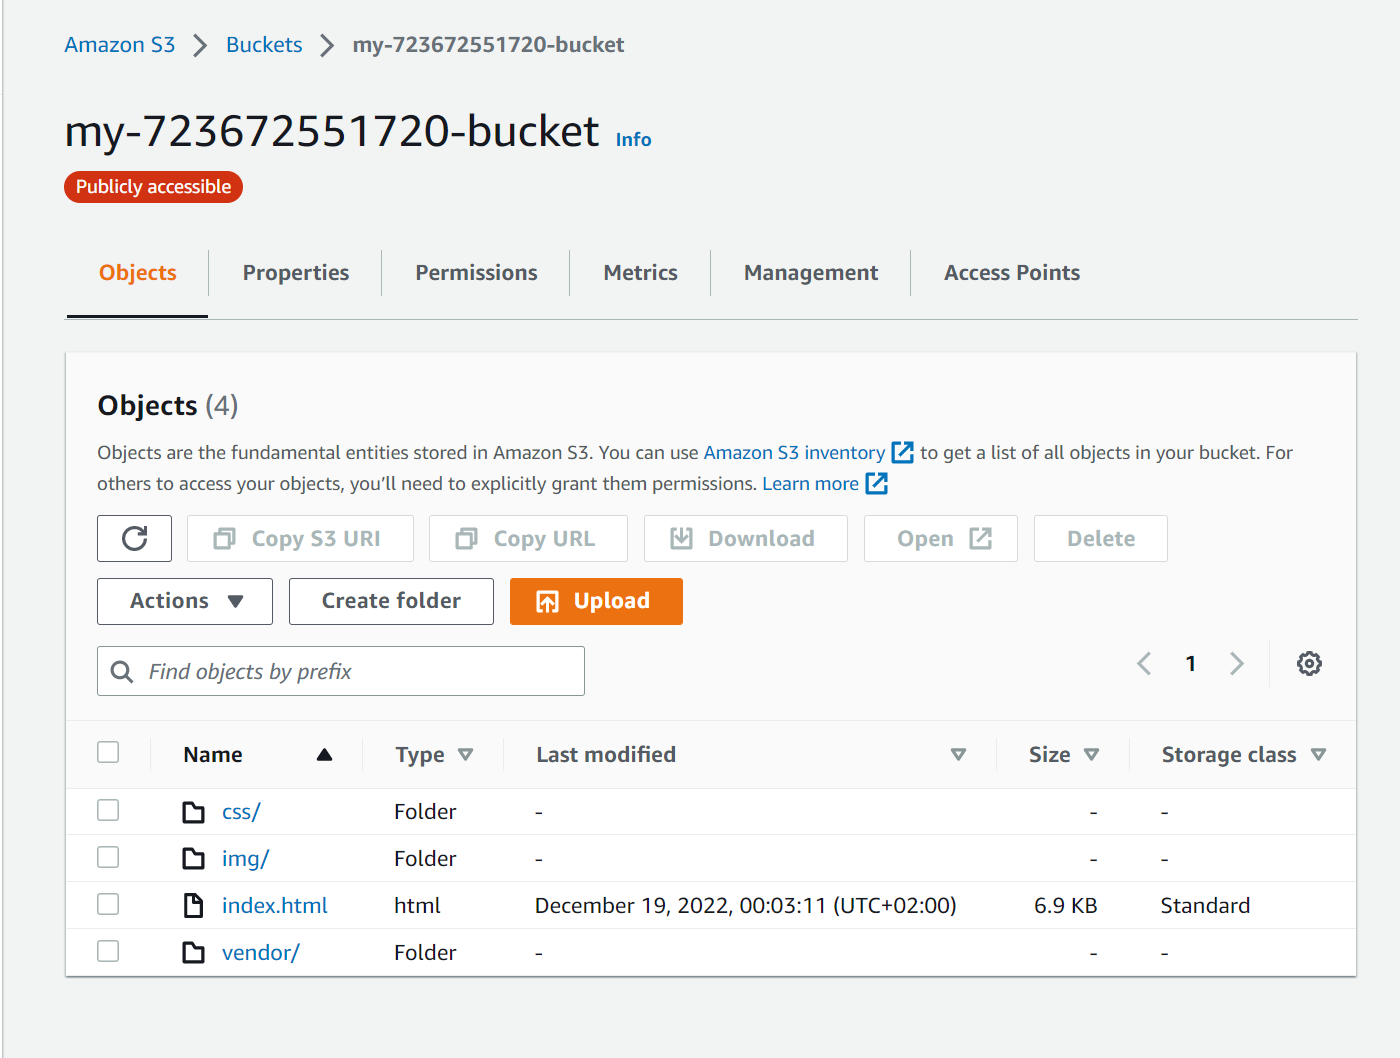 Amazon S3 > Buckets > my-723672551720-bucket
my-723672551720-bucket Info
Publicly accessible
Objects Properties Permissions Metrics Management Access Points
Objects (4)
Objects are the fundamental entities stored in Amazon S3. You can use Amazon S3 inventory to get a list of all objects in your bucket. For
others to access your objects, you’ll need to explicitly grant them permissions. Learn more
Copy S3 URI Copy URL Download Open Delete
Actions Create folder Upload
Find objects by prefix 1
Name Type Last modified Size Storage class
css/ Folder - - -
img/ Folder - - -
index.html html December 19, 2022, 00:03:11 (UTC+02:00) 6.9 KB Standard
vendor/ Folder - - -